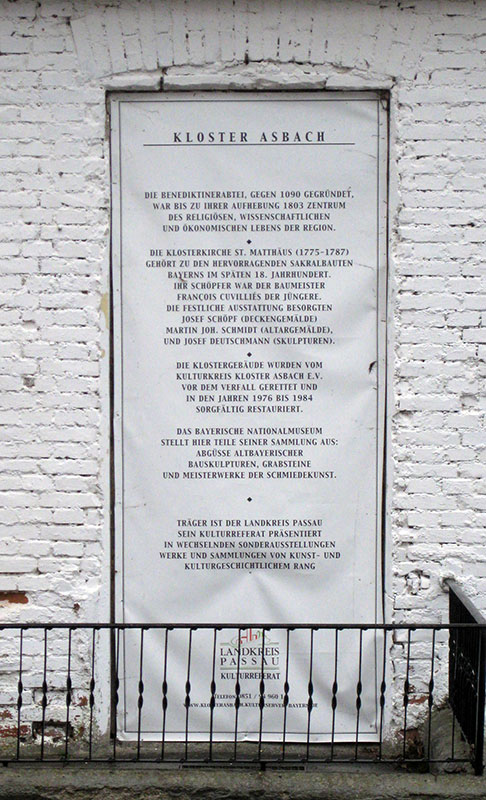 KLOSTER ASBACH
DIE BENEDIKTINERABTEI, GEGEN 1090 GEGRÜNDET,
WAR BIS ZU IHRER AUFHEBUNG 1803 ZENTRUM
DES RELIGIÖSEN, WISSENSCHAFTLICHEN
UND ÖKONOMISCHEN LEBENS DER REGION.
DIE KLOSTERKIRCHE ST. MATTHÄUS (1775-1787)
GEHÖRT ZU DEN HERVORRAGENDEN SAKRALBAUTEN
BAYERNS IM SPÄTEN 18. JAHRHUNDERT.
IHR SCHÖPFER WAR DER BAUMEISTER
FRANÇOIS CUVILLIÉS DER JÜNGERE.
DIE FESTLICHE AUSSTATTUNG BESORGTEN
JOSEF SCHÖPF (DECKENGEMÄLDE)
MARTIN JOH. SCHMIDT (ALTARGEMÄLDE),
UND JOSEF DEUTSCHMANN (SKULPTUREN).
DIE KLOSTERGEBÄUDE WURDEN VOM
KULTURKREIS KLOSTER ASBACH E.V.
VOR DEM VERFALL GERETTET UND
IN DEN JAHREN 1976 BIS 1984
SORGFÄLTIG RESTAURIERT.
DAS BAYERISCHE NATIONALMUSEUM
STELLT HIER TEILE SEINER SAMMLUNG AUS:
ABGÜSSE ALTBAYERISCHER
BAUSKULPTUREN, GRABSTEINE
UND MEISTERWERKE DER SCHMIEDEKUNST.
TRÄGER IST DER LANDKREIS PASSAU
SEIN KULTURREFERAT PRÄSENTIERT
IN WECHSELNDEN SONDERAUSSTELLUNGEN
WERKE UND SAMMLUNGEN VON KUNST- UND
KULTURGESCHICHTLICHEM RANG
LANDKREIS
PASSAU
KULTURREFERAT
TELEFON 0851 / 960